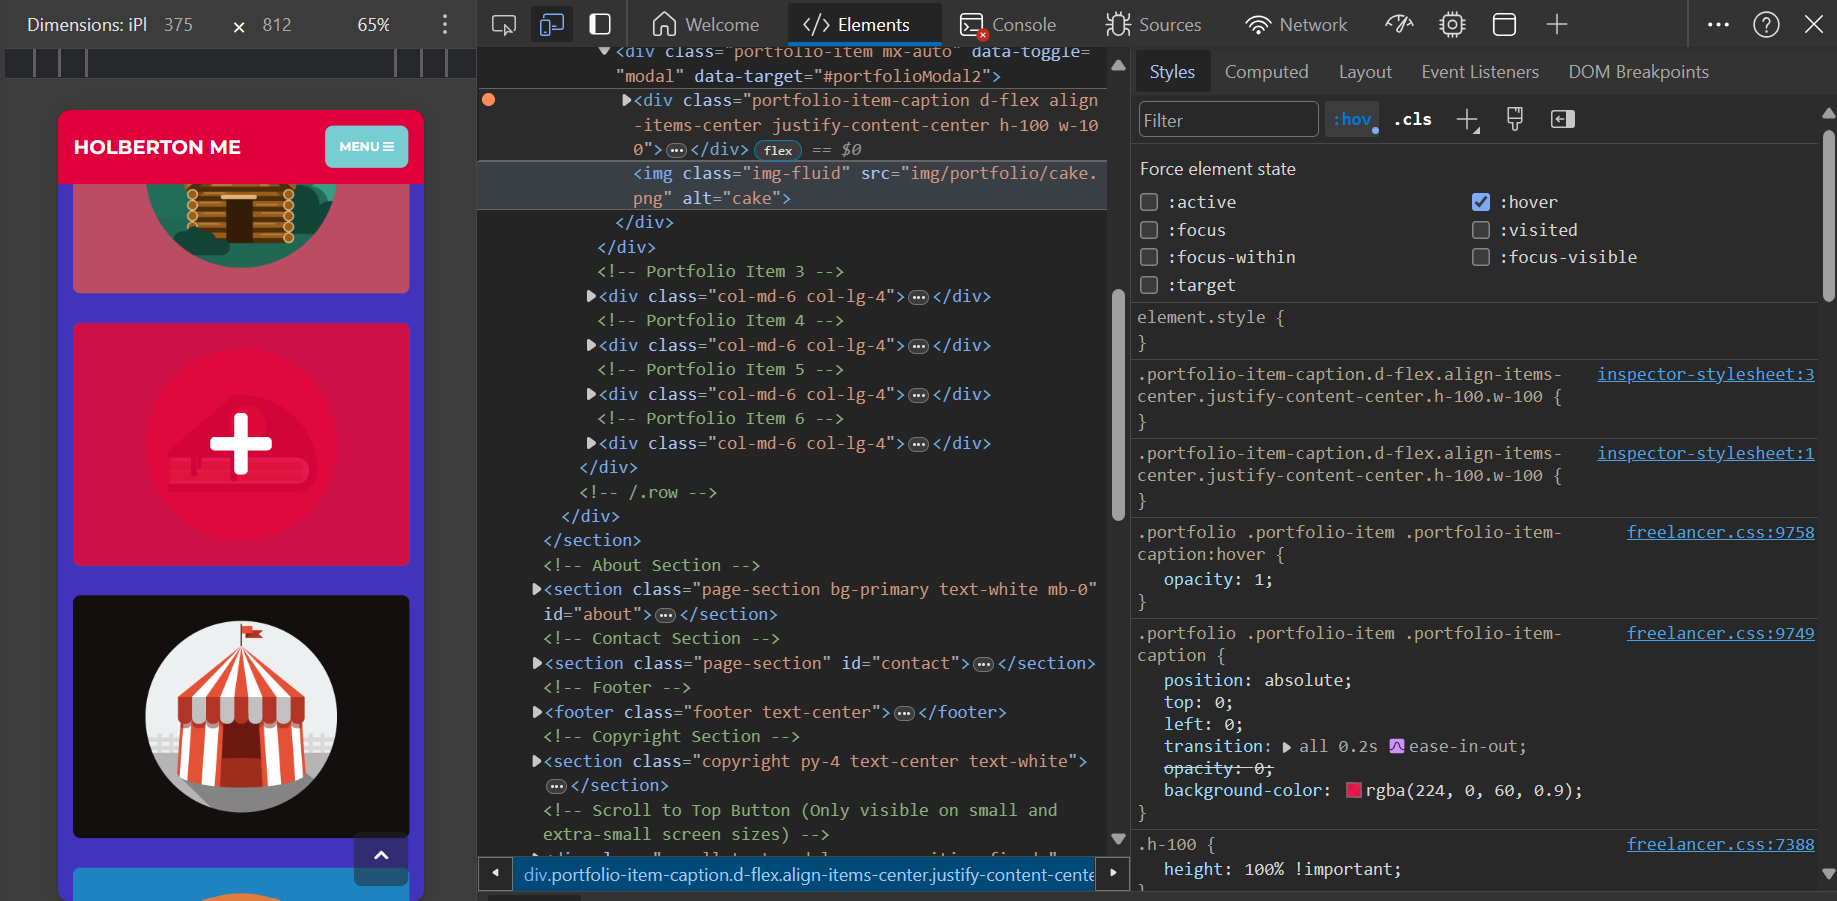 Dimensions: iPl 375 × 812 65%
Welcome Elements Console Sources Network
HOLBERTON ME
MENU
<div class="portfolio-item mx-auto" data-toggle=
"modal" data-target="#portfolioModal2">
<div class="portfolio-item-caption d-flex align
-items-center justify-content-center h-100 w-10
0">…</div> flex == $0
<img class="img-fluid" src="img/portfolio/cake.
png" alt="cake">
</div>
</div>
<!-- Portfolio Item 3 -->
<div class="col-md-6 col-lg-4">…</div>
<!-- Portfolio Item 4 -->
<div class="col-md-6 col-lg-4">…</div>
<!-- Portfolio Item 5 -->
<div class="col-md-6 col-lg-4">…</div>
<!-- Portfolio Item 6 -->
<div class="col-md-6 col-lg-4">…</div>
</div>
<!-- /.row -->
</div>
</section>
<!-- About Section -->
<section class="page-section bg-primary text-white mb-0"
id="about">…</section>
<!-- Contact Section -->
<section class="page-section" id="contact">…</section>
<!-- Footer -->
<footer class="footer text-center">…</footer>
<!-- Copyright Section -->
<section class="copyright py-4 text-center text-white">
…</section>
<!-- Scroll to Top Button (Only visible on small and
extra-small screen sizes) -->
div.portfolio-item-caption.d-flex.align-items-center.justify-content-cente
Styles Computed Layout Event Listeners DOM Breakpoints
Filter :hov .cls
Force element state
:active :hover
:focus :visited
:focus-within :focus-visible
:target
element.style {
}
.portfolio-item-caption.d-flex.align-items- inspector-stylesheet:3
center.justify-content-center.h-100.w-100 {
}
.portfolio-item-caption.d-flex.align-items- inspector-stylesheet:1
center.justify-content-center.h-100.w-100 {
}
.portfolio .portfolio-item .portfolio-item- freelancer.css:9758
caption:hover {
opacity: 1;
}
.portfolio .portfolio-item .portfolio-item- freelancer.css:9749
caption {
position: absolute;
top: 0;
left: 0;
transition: all 0.2s ease-in-out;
opacity: 0;
background-color: rgba(224, 0, 60, 0.9);
}
.h-100 { freelancer.css:7388
height: 100% !important;
}